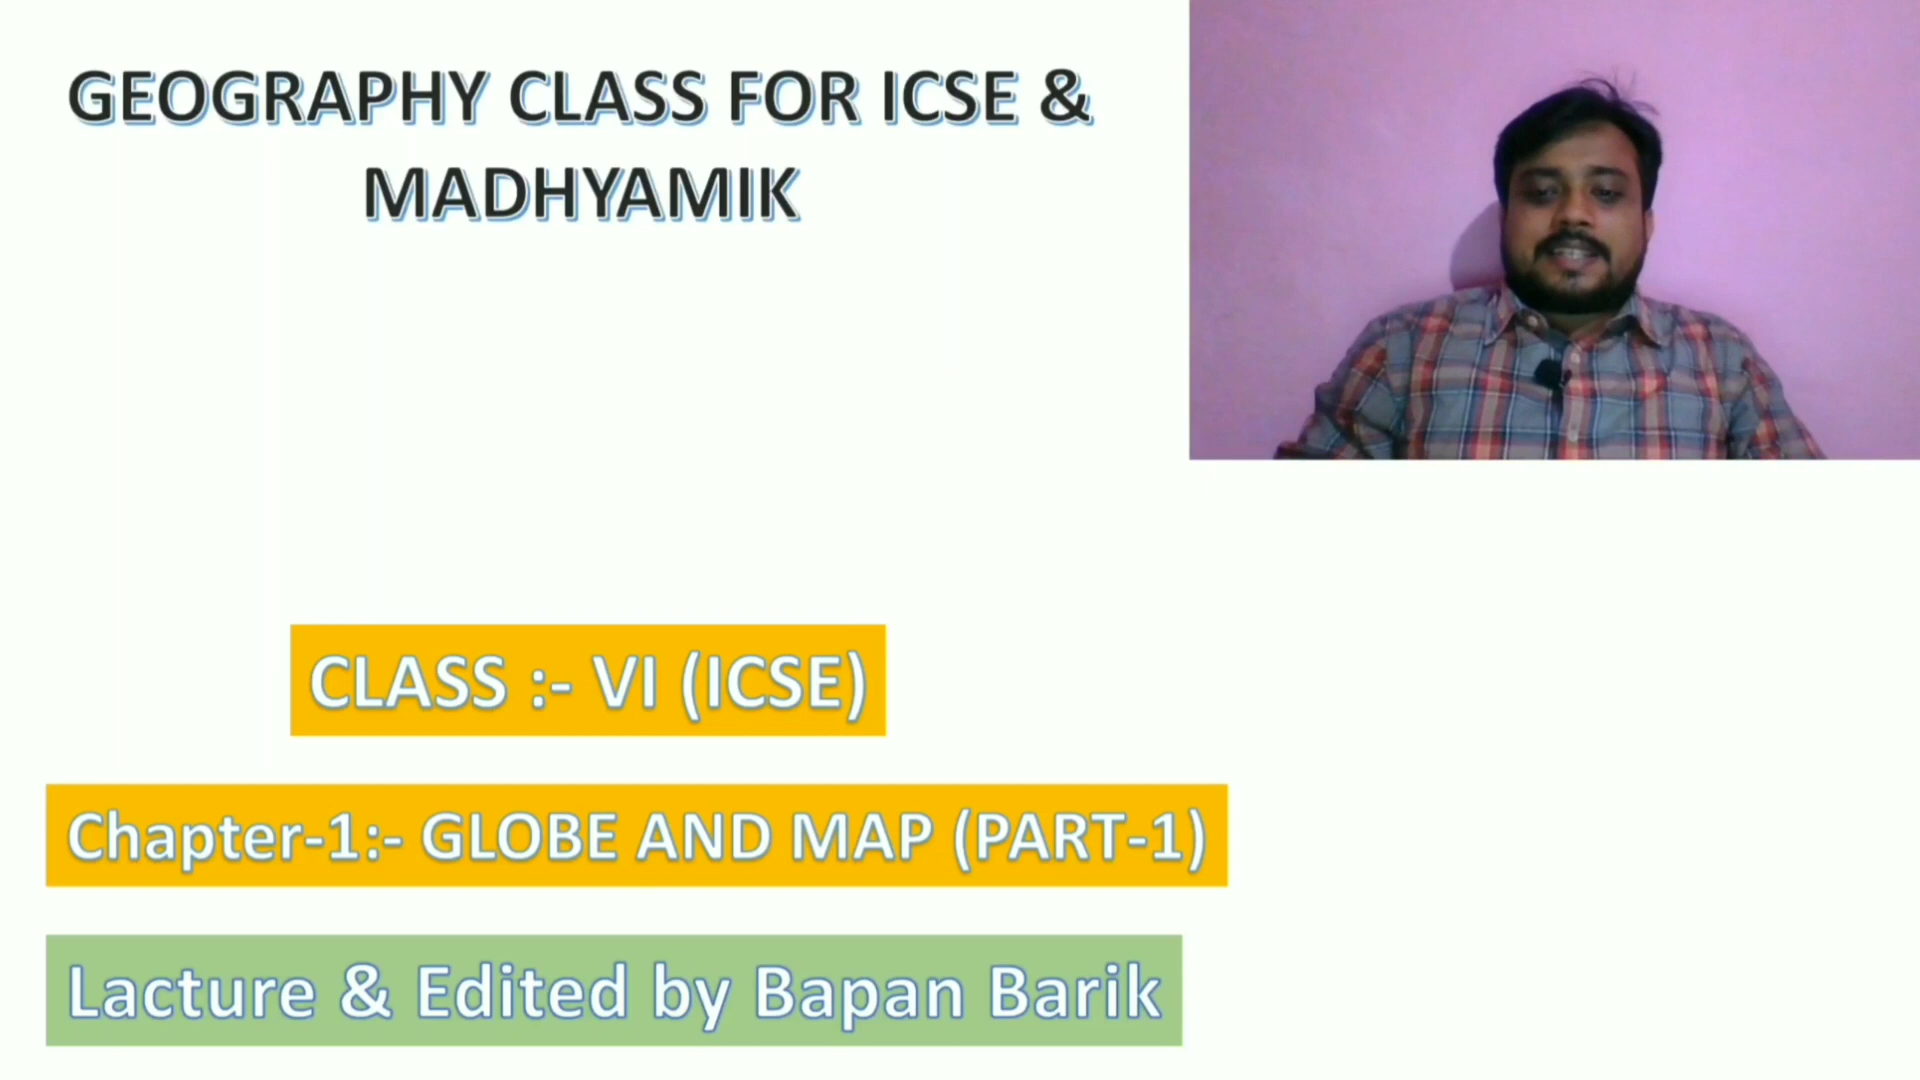 GEOGRAPHY CLASS FOR ICSE &
MADHYAMIK
CLASS :- VI (ICSE)
Chapter-1:- GLOBE AND MAP (PART-1)
Lacture & Edited by Bapan Barik